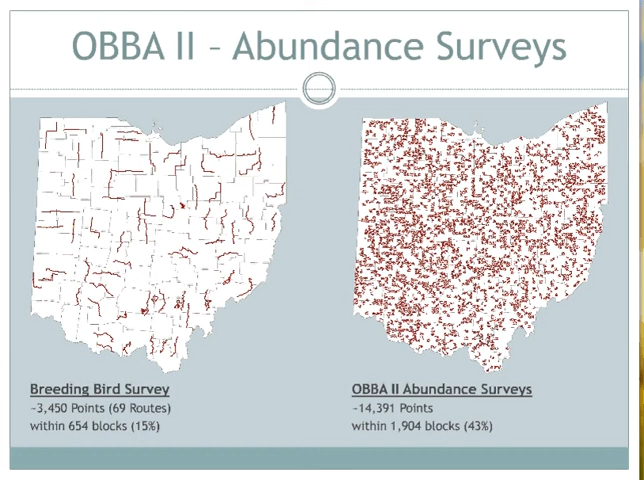 OBBA II – Abundance Surveys
Breeding Bird Survey
~3,450 Points (69 Routes)
within 654 blocks (15%)
OBBA II Abundance Surveys
~14,391 Points
within 1,904 blocks (43%)